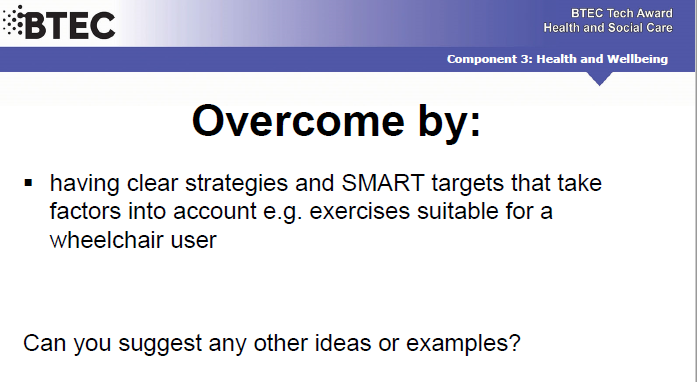 BTEC
BTEC Tech Award
Health and Social Care
Component 3: Health and Wellbeing
Overcome by:
▪ having clear strategies and SMART targets that take
factors into account e.g. exercises suitable for a
wheelchair user
Can you suggest any other ideas or examples?